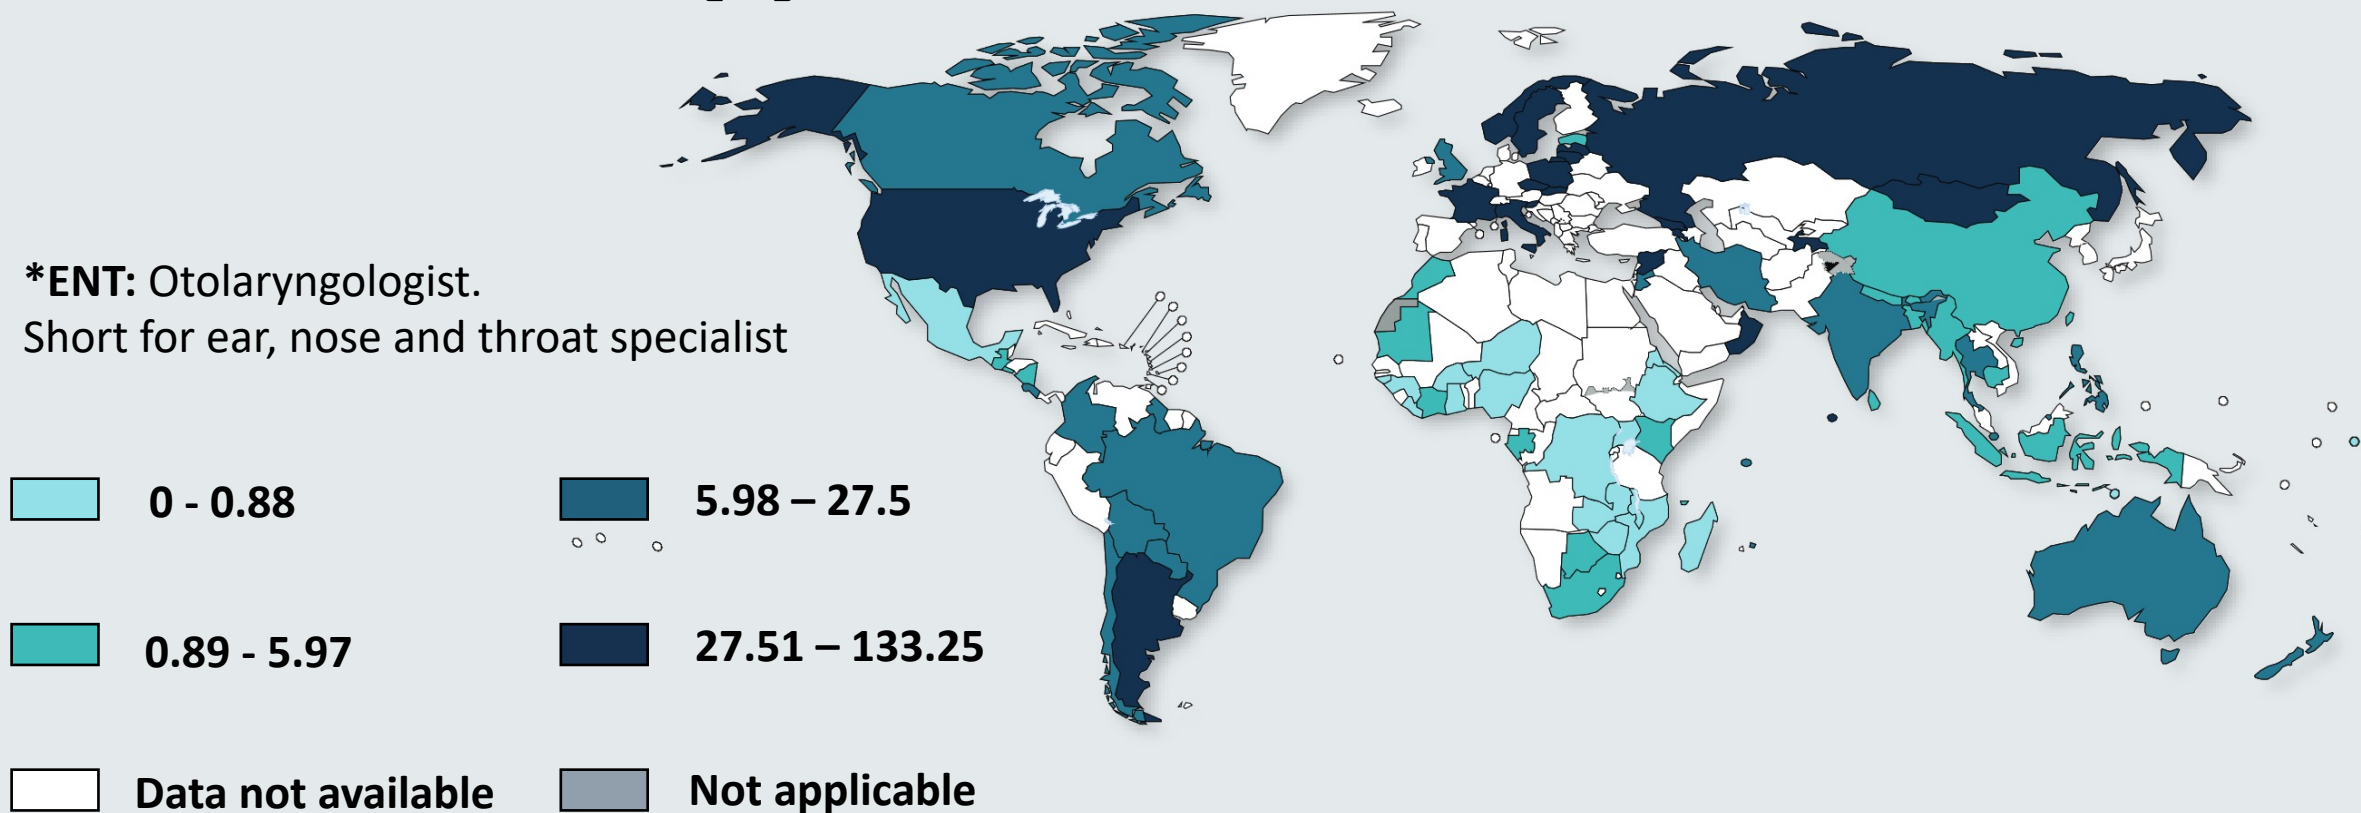 *ENT: Otolaryngologist.
Short for ear, nose and throat specialist
0 - 0.88
5.98 – 27.5
0.89 - 5.97
27.51 – 133.25
Data not available
Not applicable